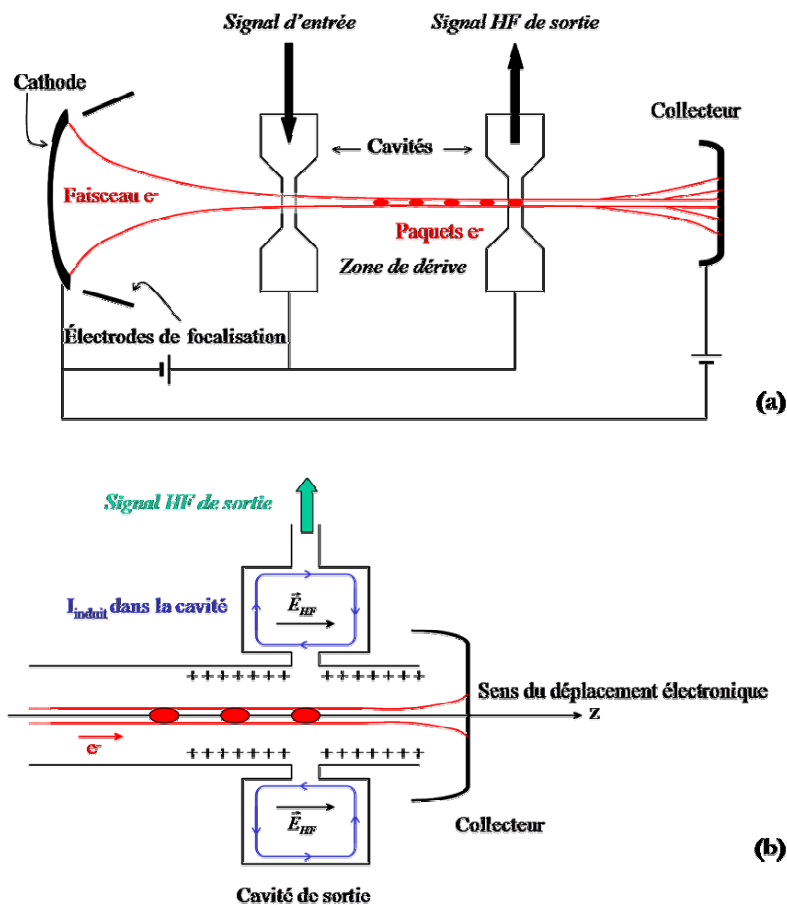 Signal d'entrée
Signal HF de sortie
Cathode
Collecteur
Cavités
Faisceau e-
Paquets e-
Zone de dérive
Électrodes de focalisation
(a)
Signal HF de sortie
I induit dans la cavité
E HF
Sens du déplacement électronique
z
e-
E HF
Collecteur
(b)
Cavité de sortie